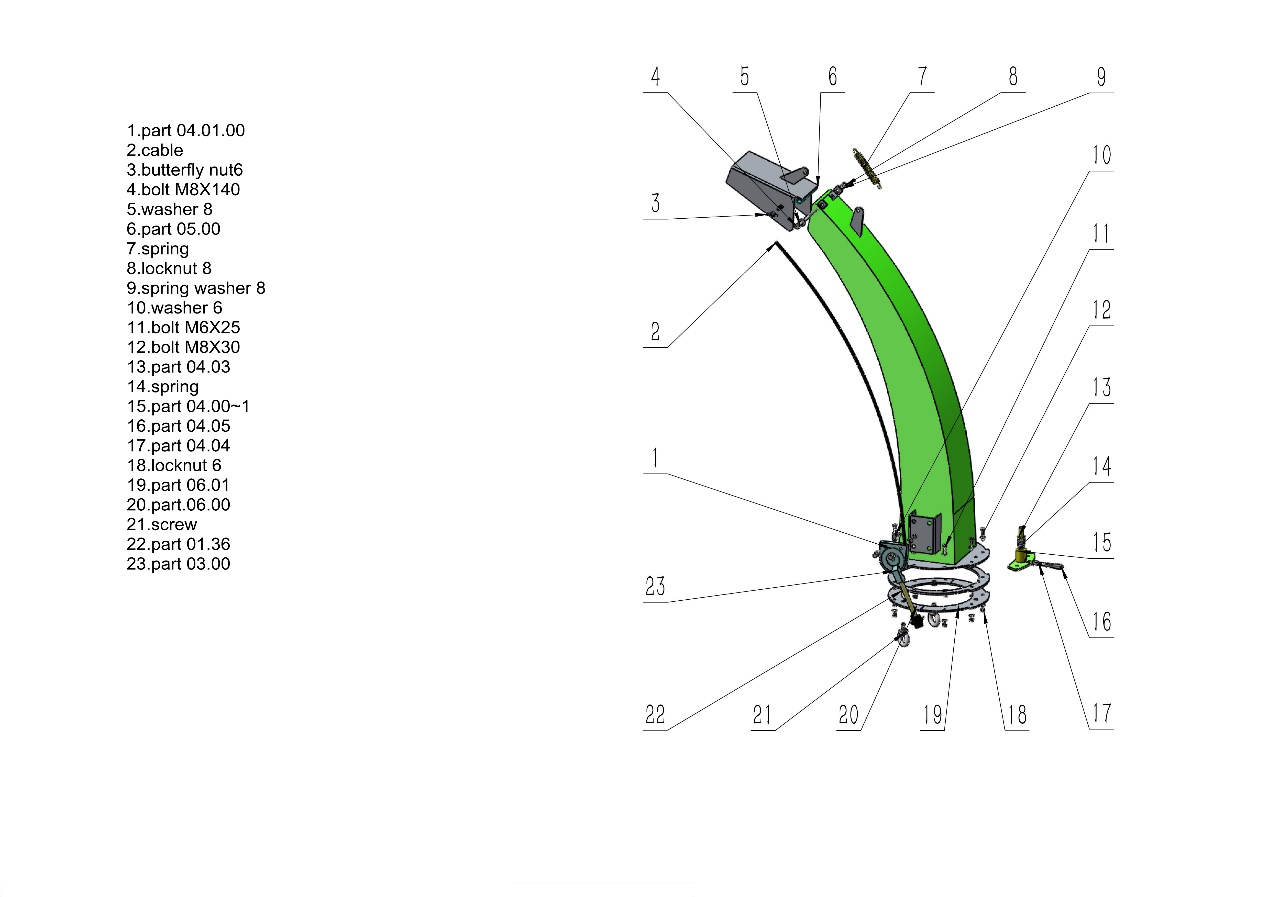 1.part 04.01.00
2.cable
3.butterfly nut6
4.bolt M8X140
5.washer 8
6.part 05.00
7.spring
8.locknut 8
9.spring washer 8
10.washer 6
11.bolt M6X25
12.bolt M8X30
13.part 04.03
14.spring
15.part 04.00~1
16.part 04.05
17.part 04.04
18.locknut 6
19.part 06.01
20.part.06.00
21.screw
22.part 01.36
23.part 03.00
4 5 6 7 8 9
10
3
11
12
2
13
1
14
15
23
16
22 21 20 19 18 17